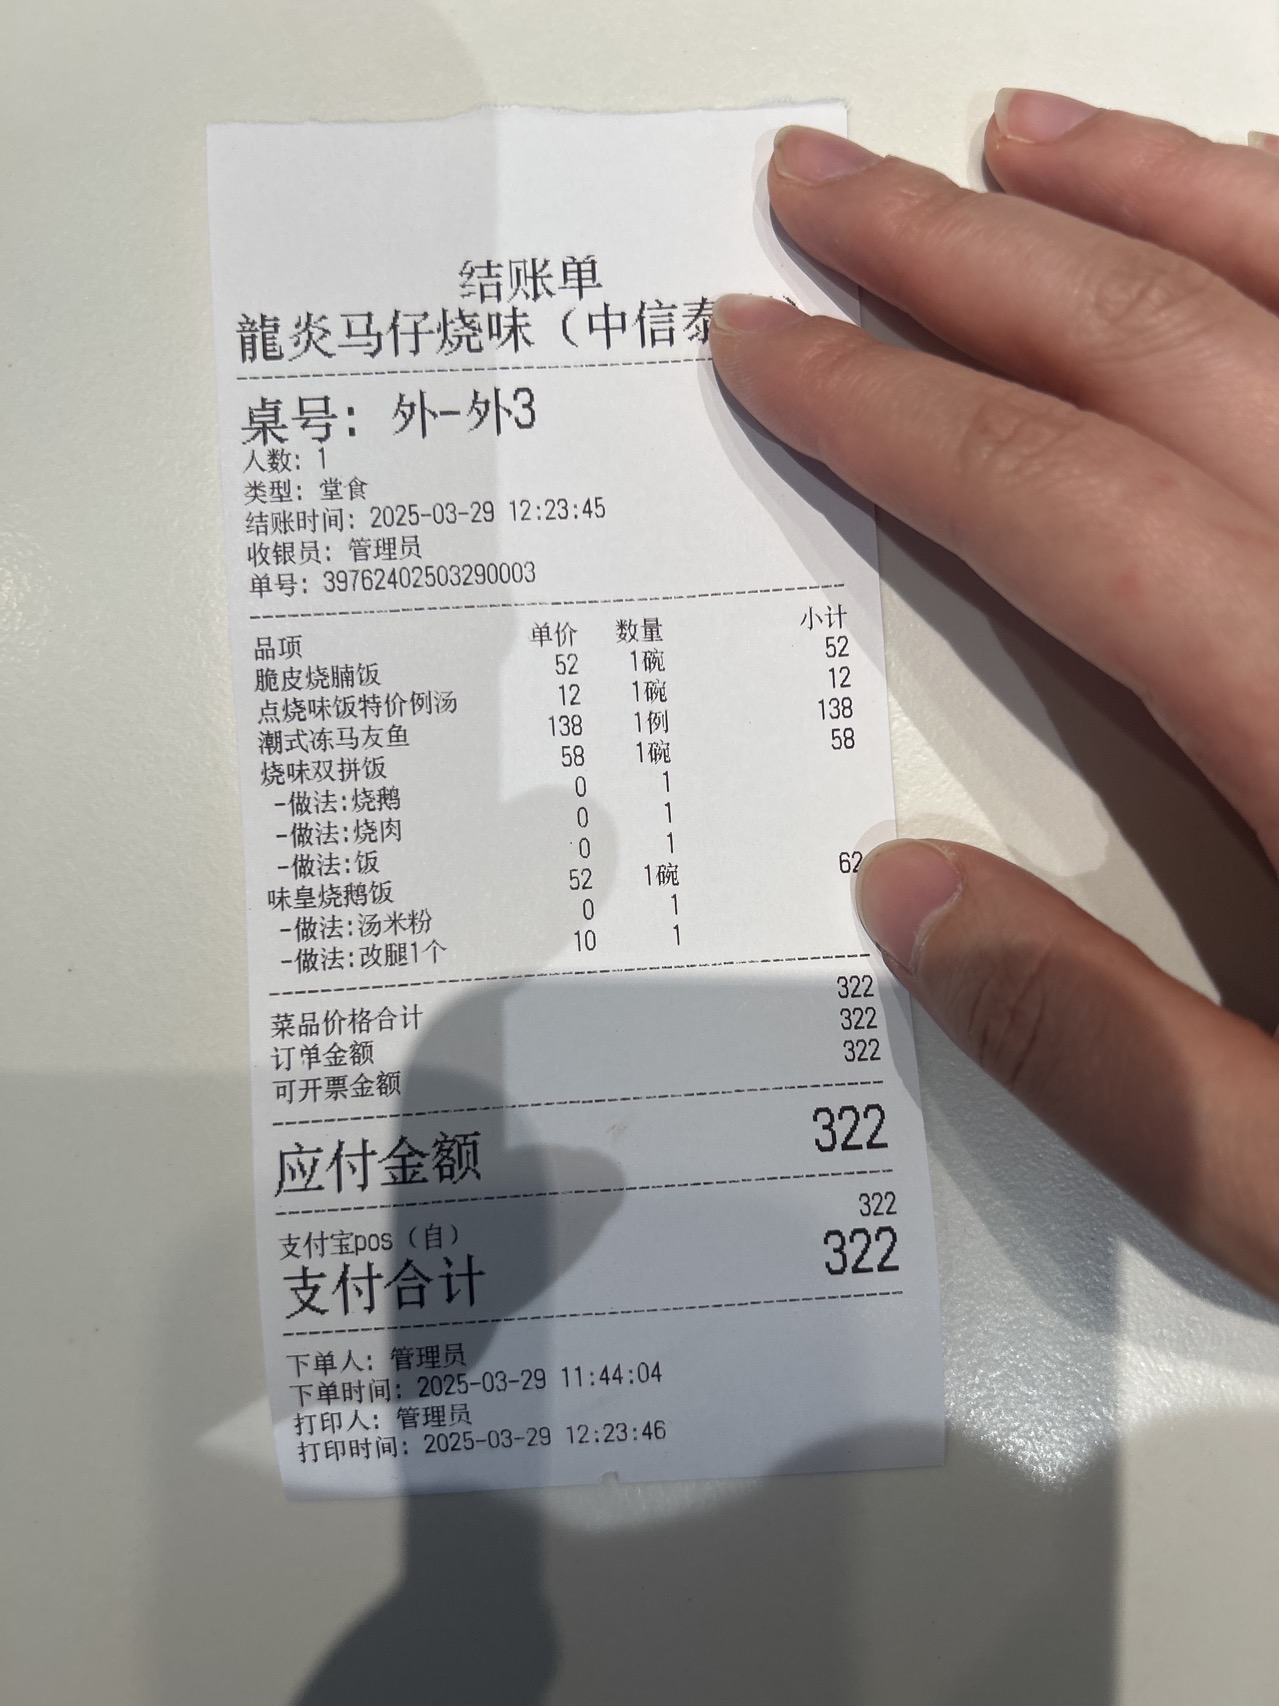 结账单
龍炎马仔烧味（中信泰
桌号: 外-外3
人数: 1
类型: 堂食
结账时间: 2025-03-29 12:23:45
收银员: 管理员
单号: 39762402503290003
品项 单价 数量 小计
脆皮烧腩饭 52 1碗 52
点烧味饭特价例汤 12 1碗 12
潮式冻马友鱼 138 1例 138
烧味双拼饭 58 1碗 58
-做法:烧鹅 0 1
-做法:烧肉 0 1
-做法:饭 0 1
味皇烧鹅饭 52 1碗 62
-做法:汤米粉 0 1
-做法:改腿1个 10 1
菜品价格合计 322
订单金额 322
可开票金额 322
应付金额 322
支付宝pos（自） 322
支付合计 322
下单人: 管理员
下单时间: 2025-03-29 11:44:04
打印人: 管理员
打印时间: 2025-03-29 12:23:46